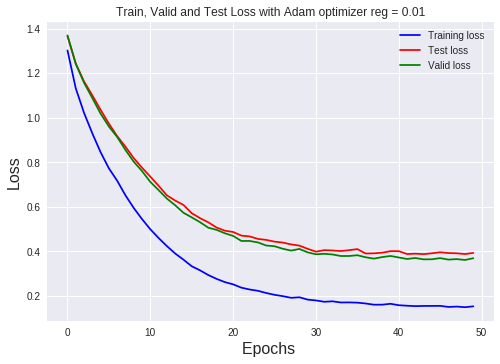 Train, Valid and Test Loss with Adam optimizer reg = 0.01
1.4
1.2
1.0
0.8
0.6
0.4
0.2
Loss
Training loss
Test loss
Valid loss
0 10 20 30 40 50
Epochs